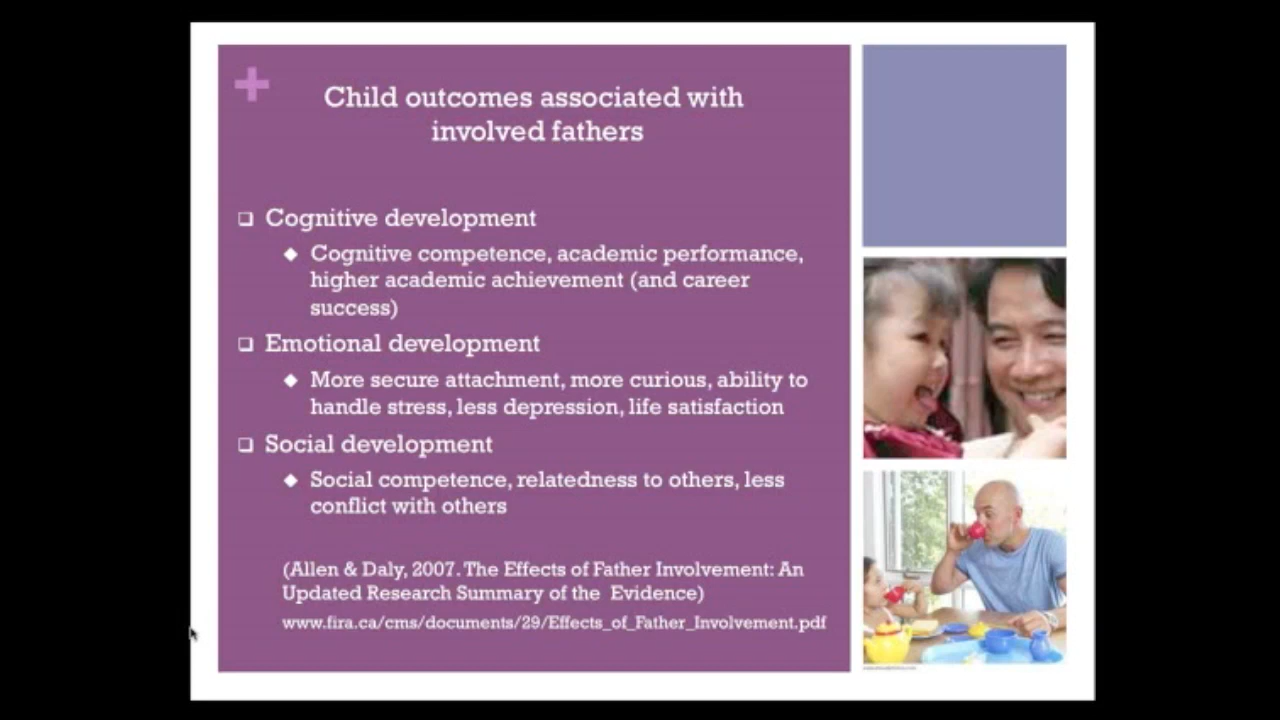 Child outcomes associated with
involved fathers
Cognitive development
Cognitive competence, academic performance,
higher academic achievement (and career
success)
Emotional development
More secure attachment, more curious, ability to
handle stress, less depression, life satisfaction
Social development
Social competence, relatedness to others, less
conflict with others
(Allen & Daly, 2007. The Effects of Father Involvement: An
Updated Research Summary of the Evidence)
www.fira.ca/cms/documents/29/Effects_of_Father_Involvement.pdf